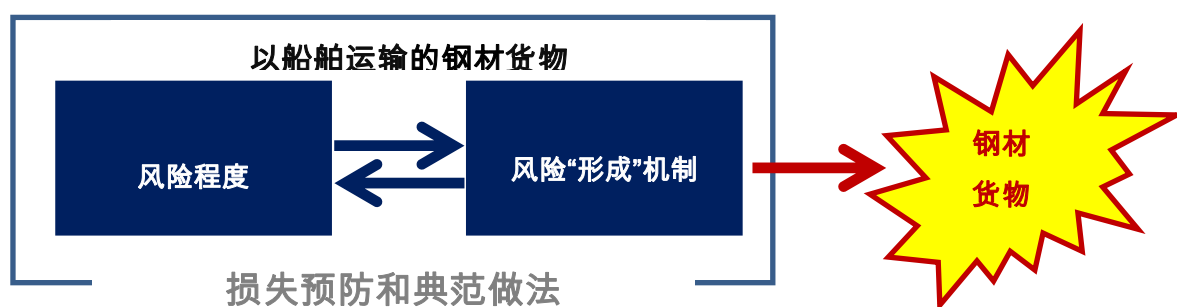 以船舶运输的钢材货物
风险程度
风险“形成”机制
钢材
货物
损失预防和典范做法